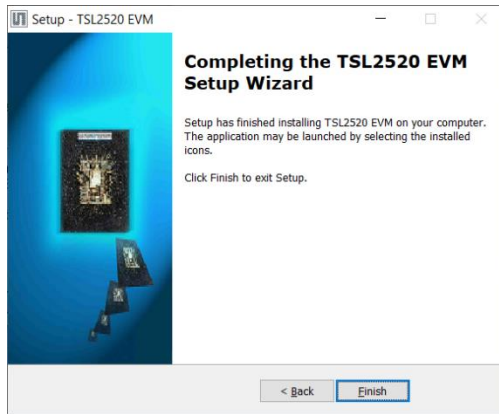 Setup - TSL2520 EVM
Completing the TSL2520 EVM
Setup Wizard
Setup has finished installing TSL2520 EVM on your computer.
The application may be launched by selecting the installed
icons.
Click Finish to exit Setup.
< Back
Finish